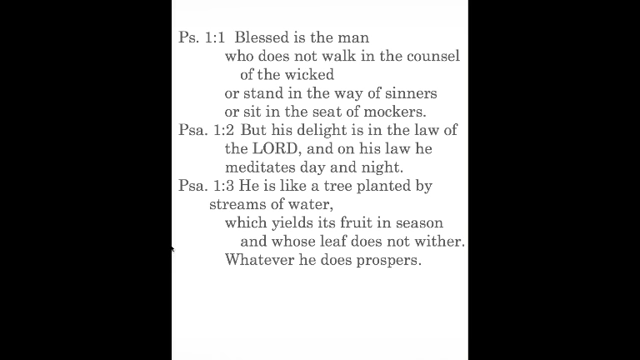 Ps. 1:1 Blessed is the man
who does not walk in the counsel
of the wicked
or stand in the way of sinners
or sit in the seat of mockers.
Psa. 1:2 But his delight is in the law of
the LORD, and on his law he
meditates day and night.
Psa. 1:3 He is like a tree planted by
streams of water,
which yields its fruit in season
and whose leaf does not wither.
Whatever he does prospers.